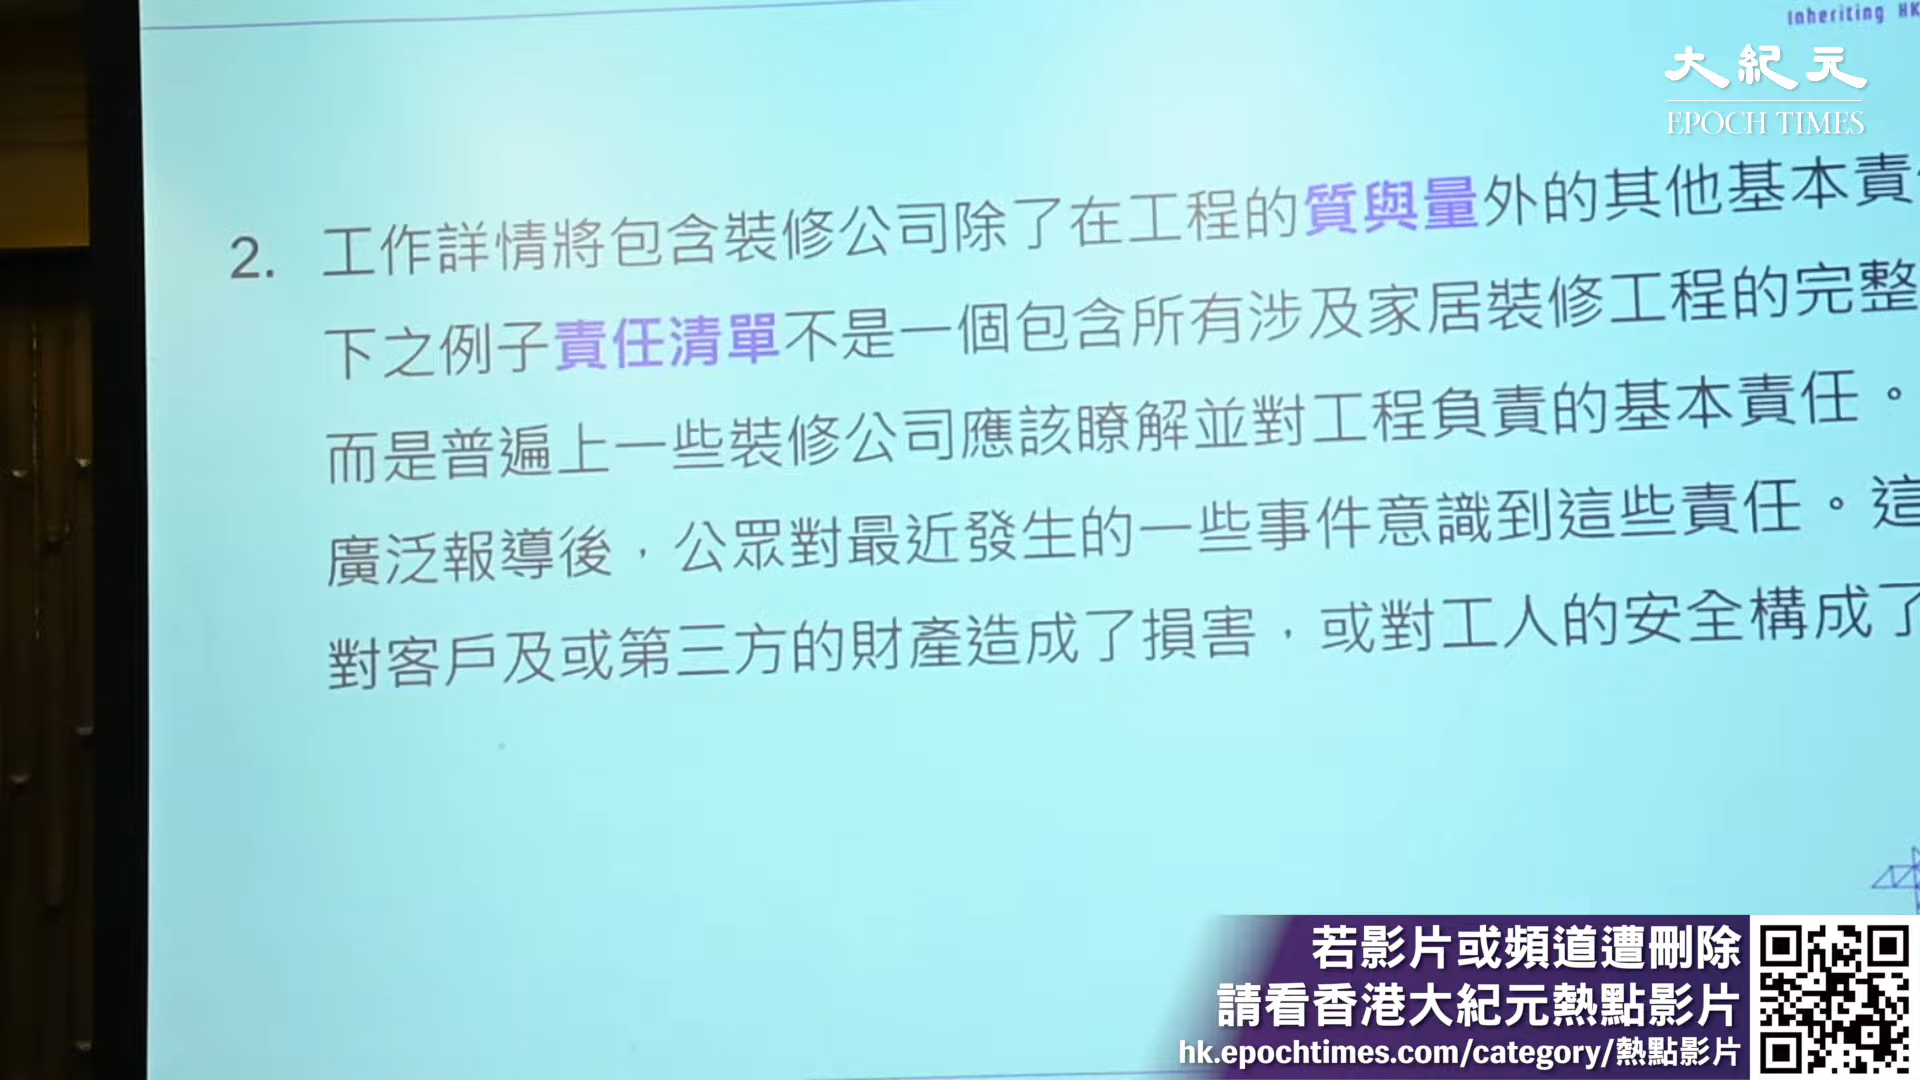 Inheriting HK
大紀元
EPOCH TIMES
2. 工作詳情將包含裝修公司除了在工程的質與量外的其他基本責
下之例子責任清單不是一個包含所有涉及家居裝修工程的完整
而是普遍上一些裝修公司應該瞭解並對工程負責的基本責任。
廣泛報導後，公眾對最近發生的一些事件意識到這些責任。這
對客戶及或第三方的財產造成了損害，或對工人的安全構成了
若影片或頻道遭刪除
請看香港大紀元熱點影片
hk.epochtimes.com/category/熱點影片